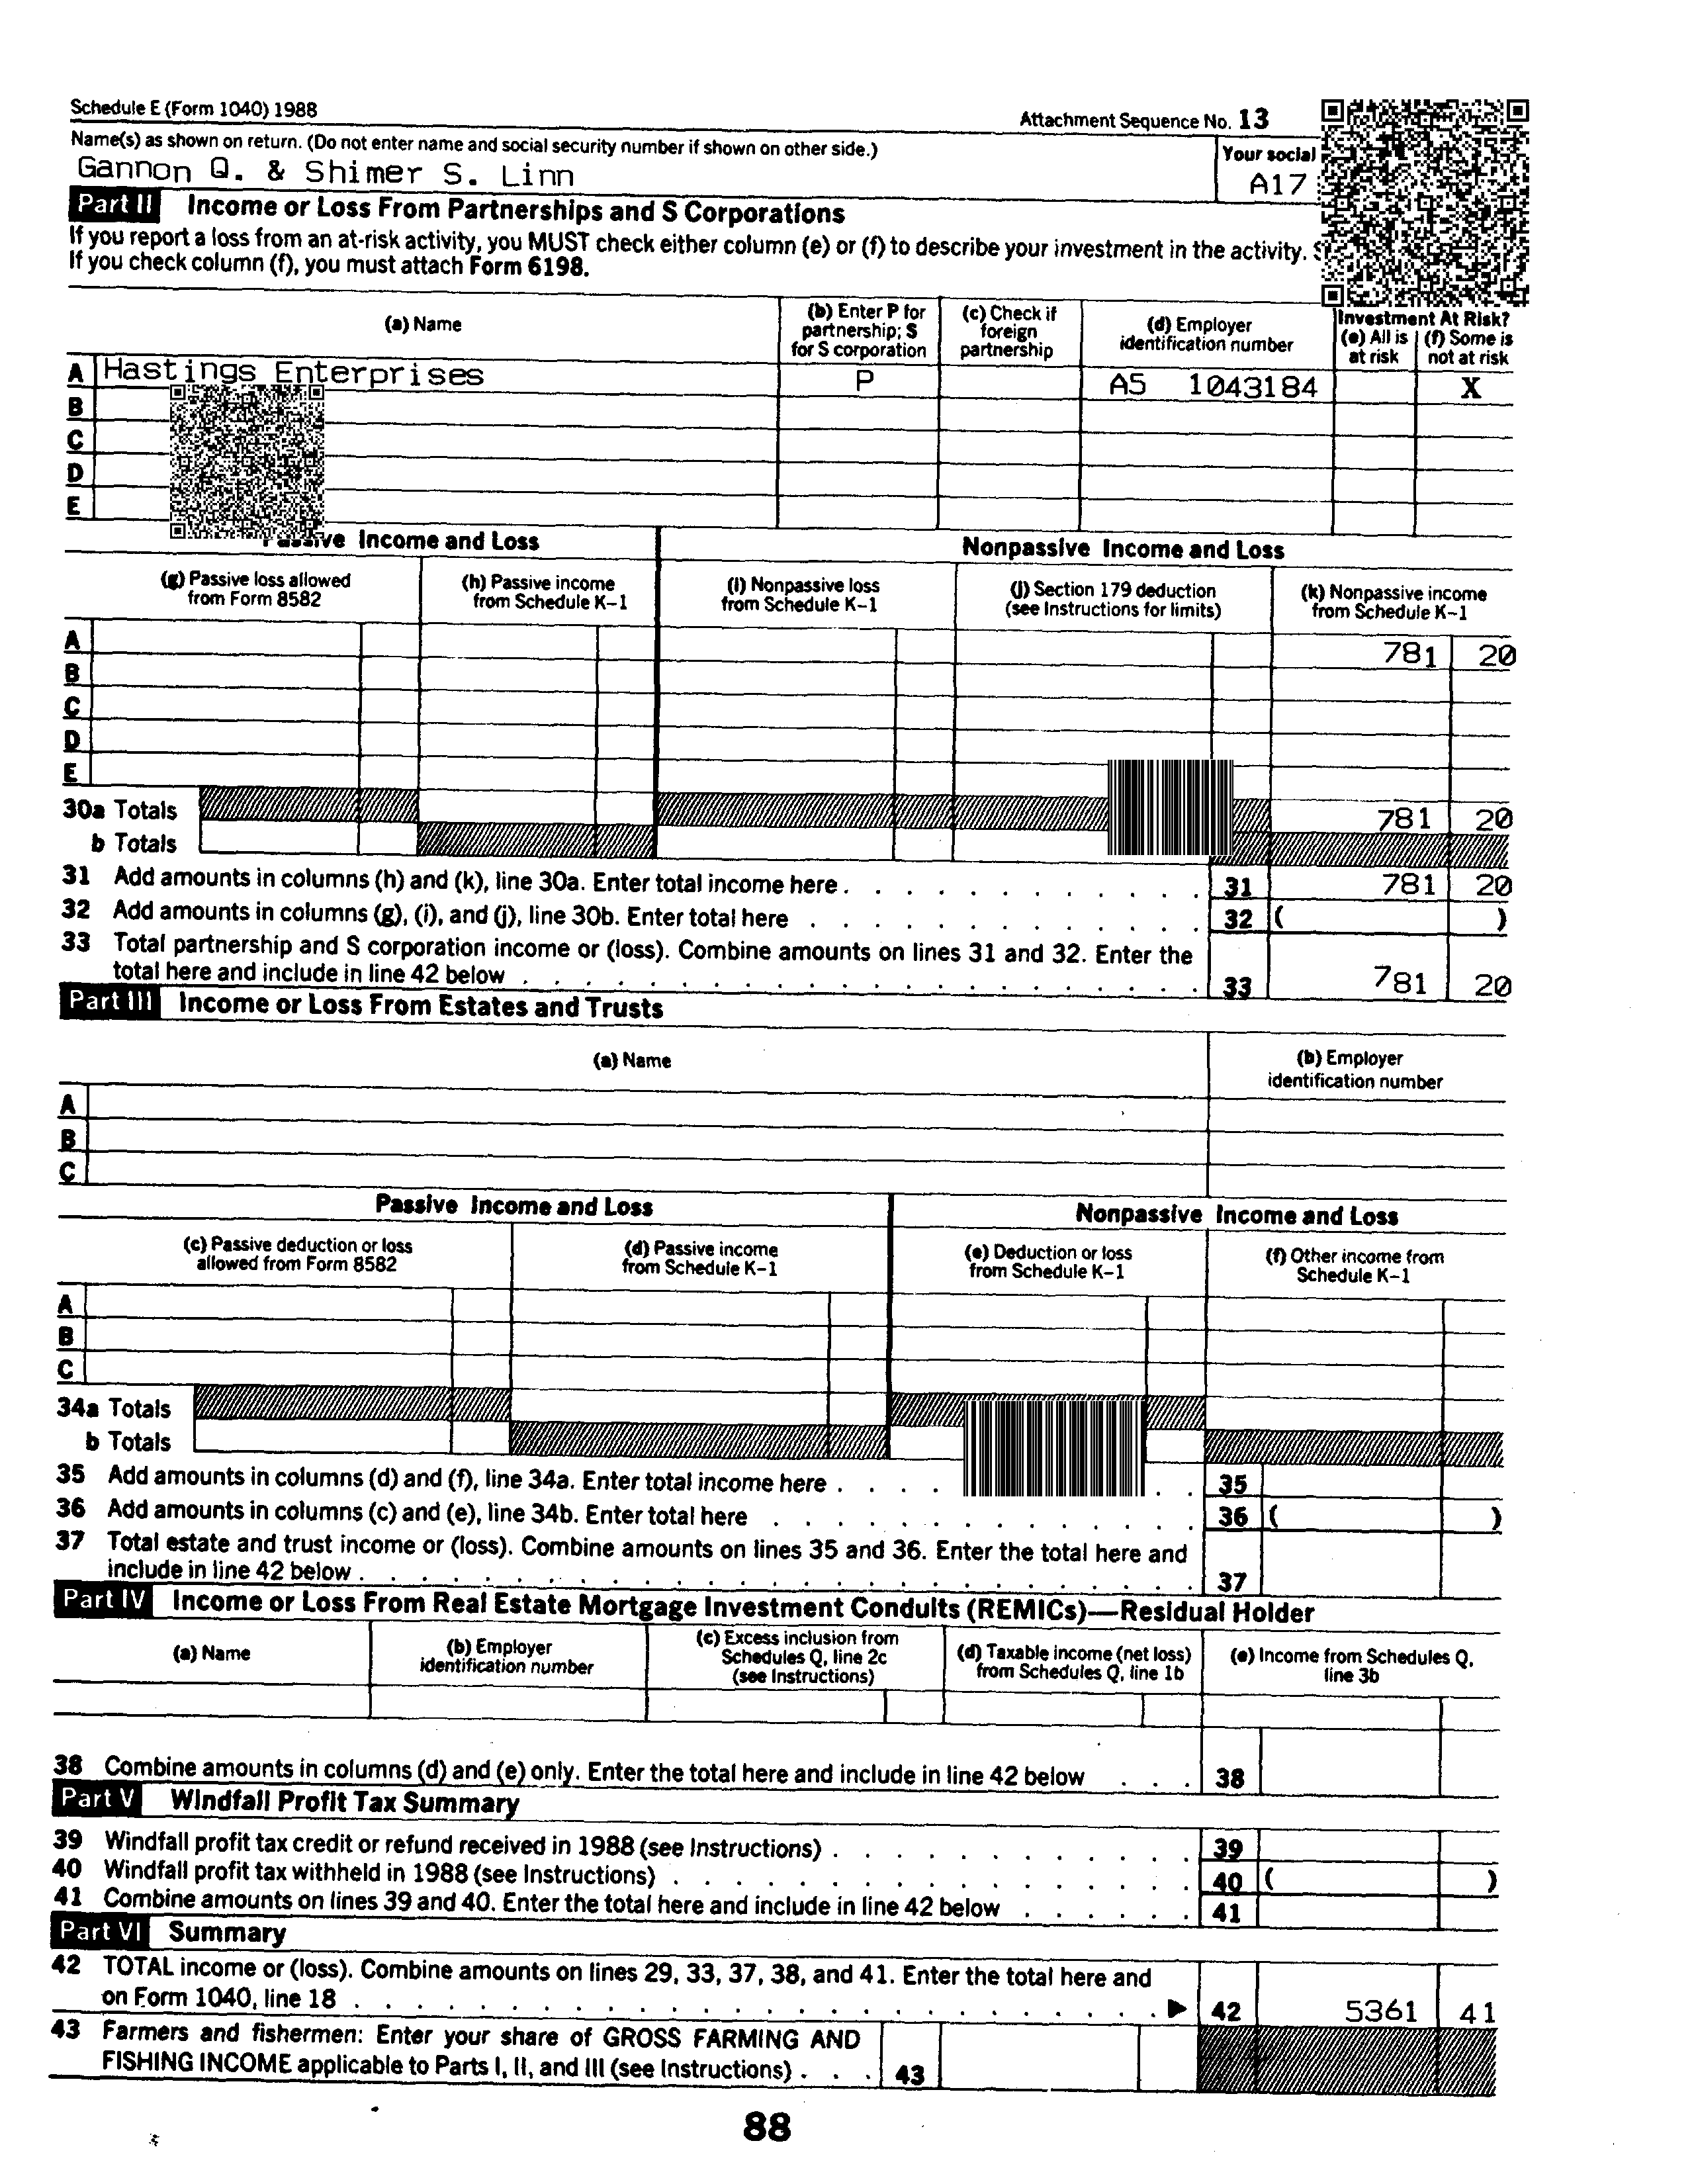 Schedule E (Form 1040) 1988
Attachment Sequence No. 13
Name(s) as shown on return. (Do not enter name and social security number if shown on other side.)
Your social
Gannon Q. & Shimer S. Linn
A17
Part II Income or Loss From Partnerships and S Corporations
If you report a loss from an at-risk activity, you MUST check either column (e) or (f) to describe your investment in the activity.
If you check column (f), you must attach Form 6198.
(a) Name
(b) Enter P for partnership; S for S corporation
(c) Check if foreign partnership
(d) Employer identification number
Investment At Risk?
(e) All is at risk
(f) Some is not at risk
A Hastings Enterprises P A5 1043184 X
B
C
D
E
Passive Income and Loss
Nonpassive Income and Loss
(g) Passive loss allowed from Form 8582
(h) Passive income from Schedule K–1
(i) Nonpassive loss from Schedule K–1
(j) Section 179 deduction (see Instructions for limits)
(k) Nonpassive income from Schedule K–1
A 781 20
B
C
D
E
30a Totals 781 20
b Totals
31 Add amounts in columns (h) and (k), line 30a. Enter total income here . . . . . . . . . . . . 31 781 20
32 Add amounts in columns (g), (i), and (j), line 30b. Enter total here . . . . . . . . . . . . . 32 ( )
33 Total partnership and S corporation income or (loss). Combine amounts on lines 31 and 32. Enter the
total here and include in line 42 below . . . . . . . . . . . . . . . . . . . . . . 33 781 20
Part III Income or Loss From Estates and Trusts
(a) Name
(b) Employer identification number
A
B
C
Passive Income and Loss
Nonpassive Income and Loss
(c) Passive deduction or loss allowed from Form 8582
(d) Passive income from Schedule K–1
(e) Deduction or loss from Schedule K–1
(f) Other income from Schedule K–1
A
B
C
34a Totals
b Totals
35 Add amounts in columns (d) and (f), line 34a. Enter total income here . . . . . . 35
36 Add amounts in columns (c) and (e), line 34b. Enter total here . . . . . . . . . . . . . . 36 ( )
37 Total estate and trust income or (loss). Combine amounts on lines 35 and 36. Enter the total here and
include in line 42 below . . . . . . . . . . . . . . . . . . . . . . . . . . 37
Part IV Income or Loss From Real Estate Mortgage Investment Conduits (REMICs)—Residual Holder
(a) Name
(b) Employer identification number
(c) Excess inclusion from Schedules Q, line 2c (see Instructions)
(d) Taxable income (net loss) from Schedules Q, line 1b
(e) Income from Schedules Q, line 3b
38 Combine amounts in columns (d) and (e) only. Enter the total here and include in line 42 below . . . 38
Part V Windfall Profit Tax Summary
39 Windfall profit tax credit or refund received in 1988 (see Instructions) . . . . . . . . . . . . 39
40 Windfall profit tax withheld in 1988 (see Instructions) . . . . . . . . . . . . . . . . . 40 ( )
41 Combine amounts on lines 39 and 40. Enter the total here and include in line 42 below . . . . . . 41
Part VI Summary
42 TOTAL income or (loss). Combine amounts on lines 29, 33, 37, 38, and 41. Enter the total here and
on Form 1040, line 18 . . . . . . . . . . . . . . . . . . . . . . . . . . ▶ 42 5361 41
43 Farmers and fishermen: Enter your share of GROSS FARMING AND
FISHING INCOME applicable to Parts I, II, and III (see Instructions) . . . 43
88